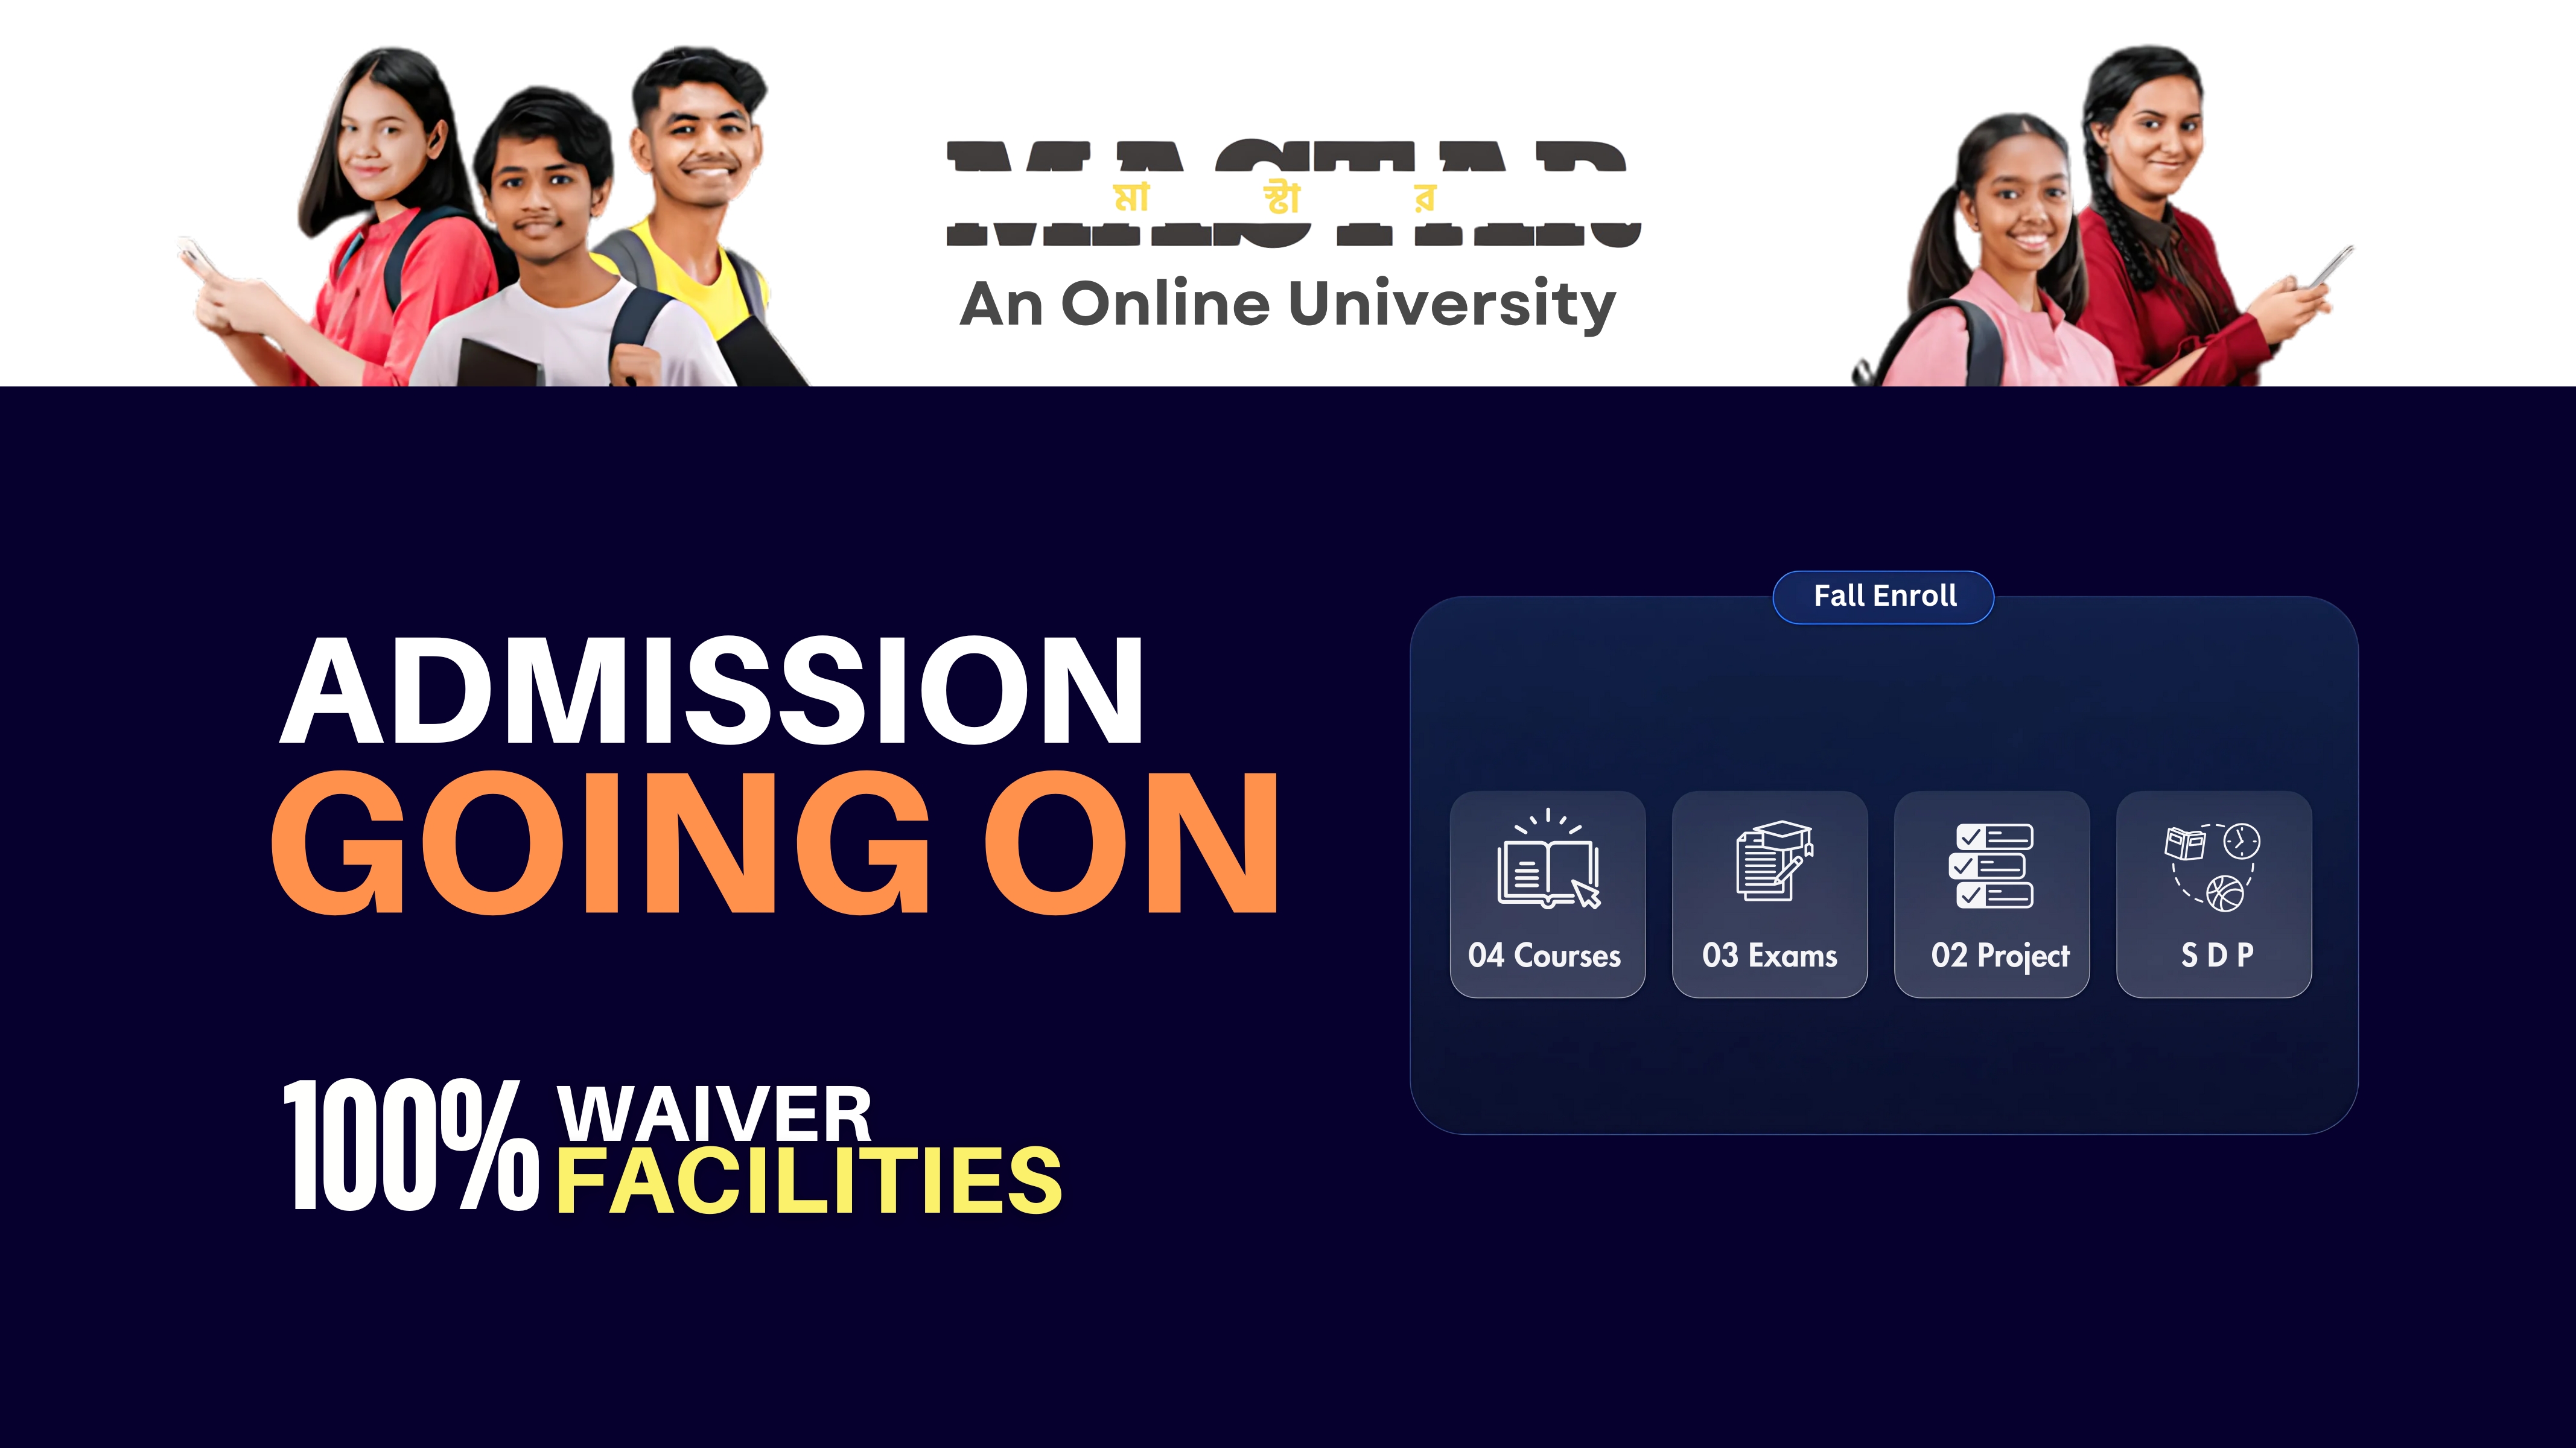 MASTAR
মা স্টা র
An Online University
Fall Enroll
ADMISSION
GOING ON
04 Courses
03 Exams
02 Project
S D P
100% WAIVER
FACILITIES